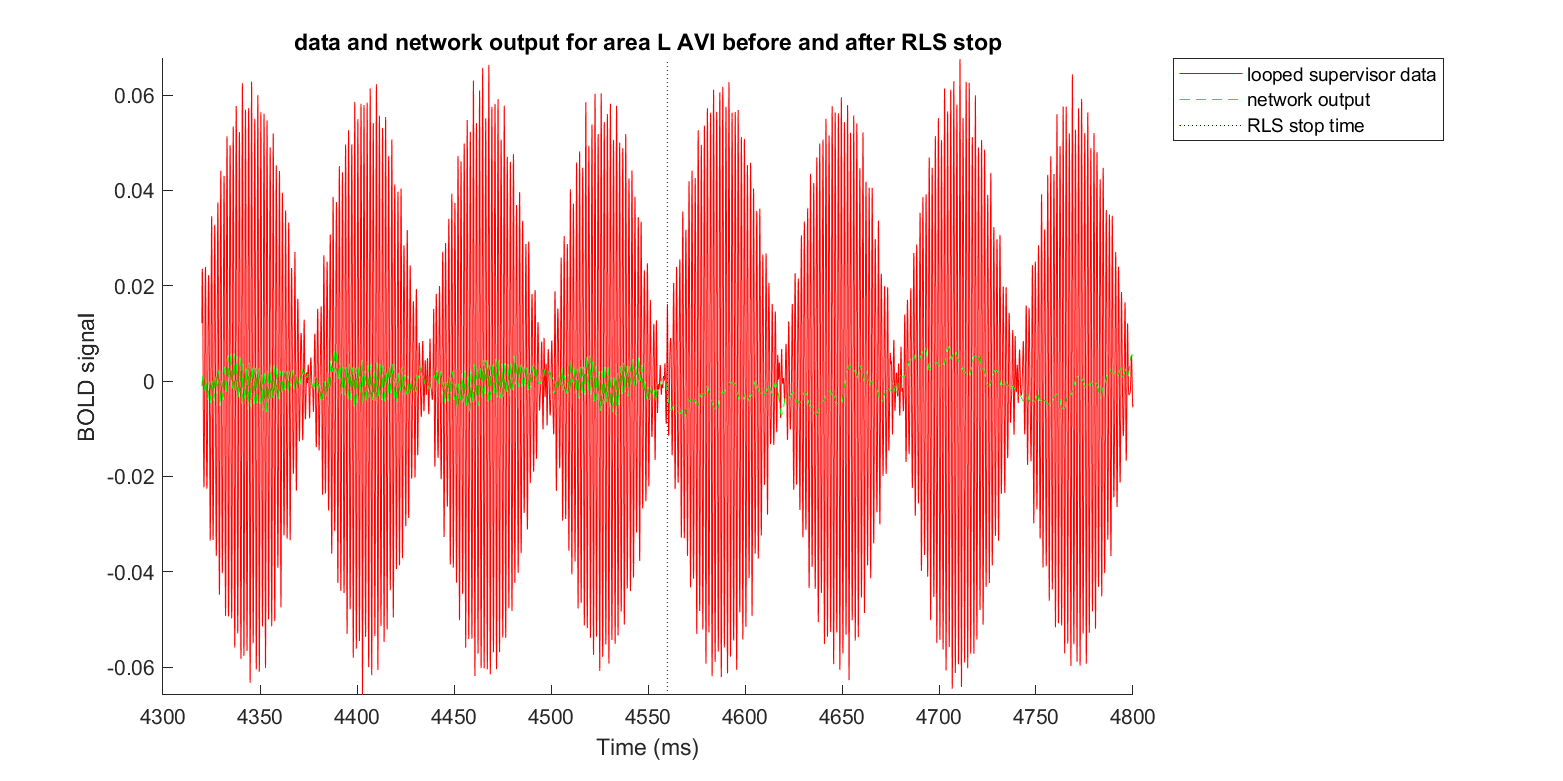 data and network output for area L AVI before and after RLS stop
looped supervisor data
network output
RLS stop time
BOLD signal
0.06
0.04
0.02
0
-0.02
-0.04
-0.06
4300 4350 4400 4450 4500 4550 4600 4650 4700 4750 4800
Time (ms)